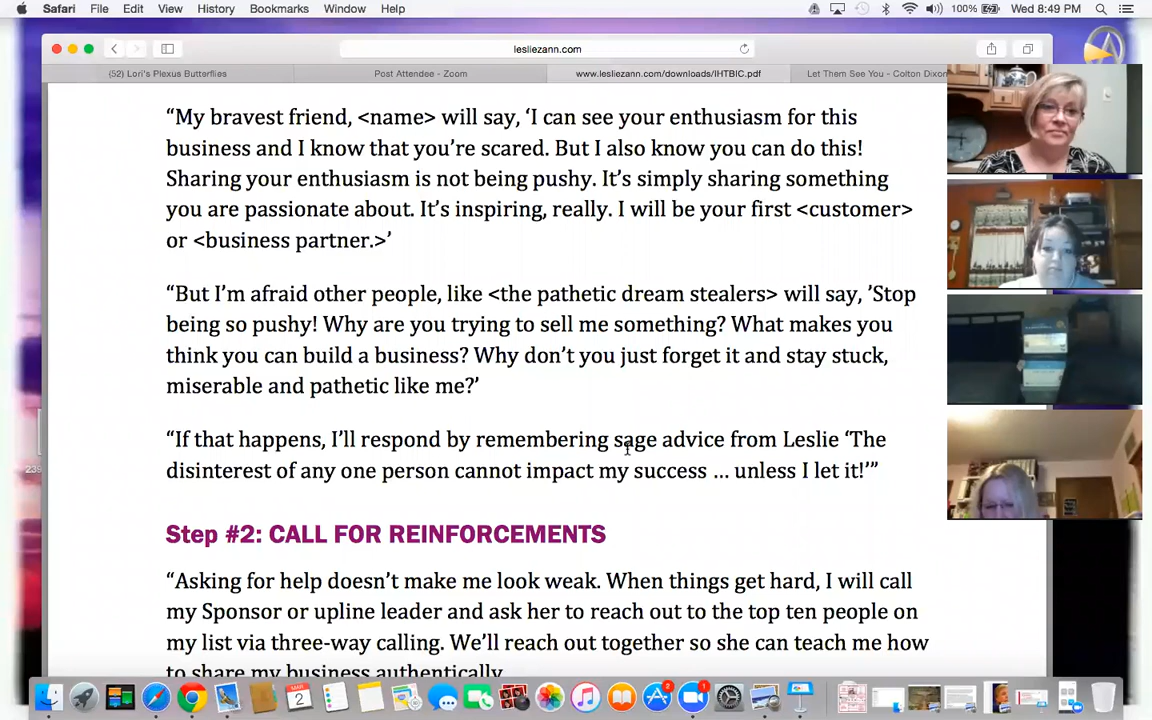 Safari File Edit View History Bookmarks Window Help 100% Wed 8:49 PM
lesliezann.com
(52) Lori's Plexus Butterflies Post Attendee - Zoom www.lesliezann.com/downloads/IHTBIC.pdf Let Them See You - Colton Dixon
“My bravest friend, <name> will say, ‘I can see your enthusiasm for this
business and I know that you’re scared. But I also know you can do this!
Sharing your enthusiasm is not being pushy. It’s simply sharing something
you are passionate about. It’s inspiring, really. I will be your first <customer>
or <business partner.>’
“But I’m afraid other people, like <the pathetic dream stealers> will say, ’Stop
being so pushy! Why are you trying to sell me something? What makes you
think you can build a business? Why don’t you just forget it and stay stuck,
miserable and pathetic like me?’
“If that happens, I’ll respond by remembering sage advice from Leslie ‘The
disinterest of any one person cannot impact my success … unless I let it!’”
Step #2: CALL FOR REINFORCEMENTS
“Asking for help doesn’t make me look weak. When things get hard, I will call
my Sponsor or upline leader and ask her to reach out to the top ten people on
my list via three-way calling. We’ll reach out together so she can teach me how
to share my business authentically.
239
MAR
2
2
1